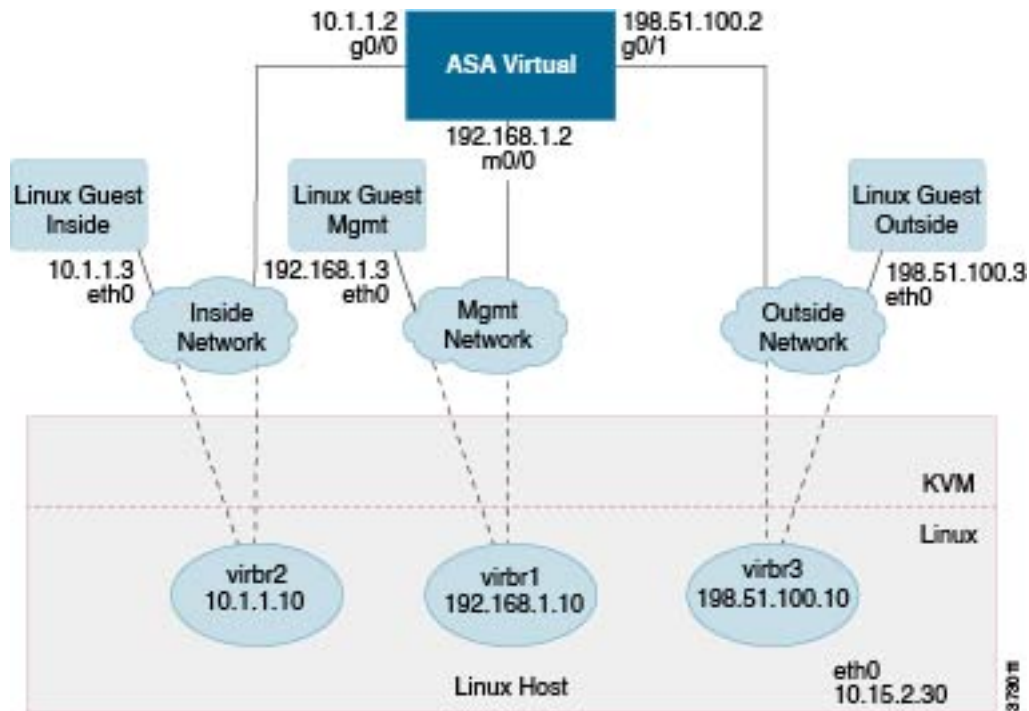 10.1.1.2
g0/0
ASA Virtual
198.51.100.2
g0/1
192.168.1.2
m0/0
Linux Guest
Inside
Linux Guest
Mgmt
Linux Guest
Outside
10.1.1.3
eth0
192.168.1.3
eth0
198.51.100.3
eth0
Inside
Network
Mgmt
Network
Outside
Network
KVM
Linux
virbr2
10.1.1.10
virbr1
192.168.1.10
virbr3
198.51.100.10
Linux Host
eth0
10.15.2.30
373011